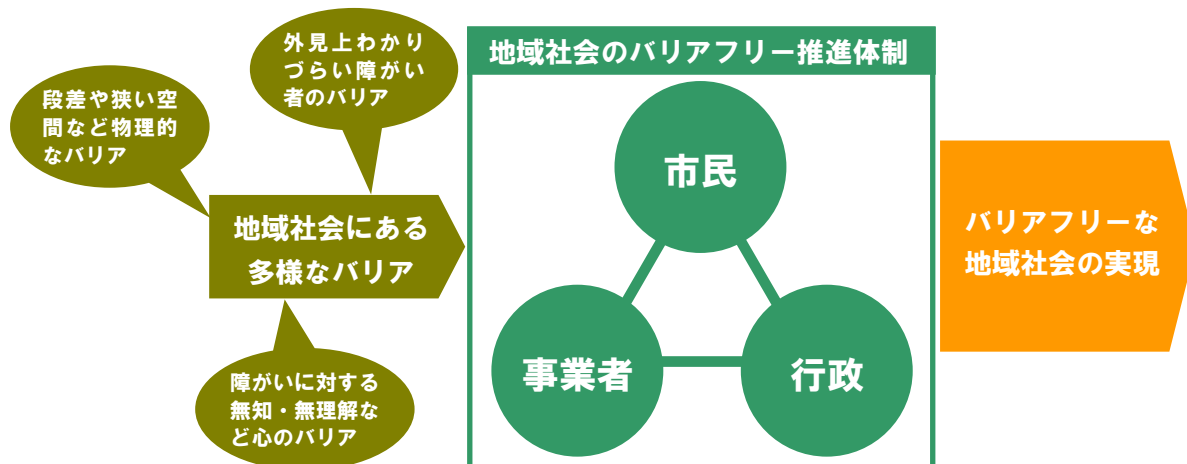 外見上わかり
づらい障がい
者のバリア
段差や狭い空
間など物理的
なバリア
地域社会にある
多様なバリア
障がいに対する
無知・無理解な
ど心のバリア
地域社会のバリアフリー推進体制
市民
事業者
行政
バリアフリーな
地域社会の実現